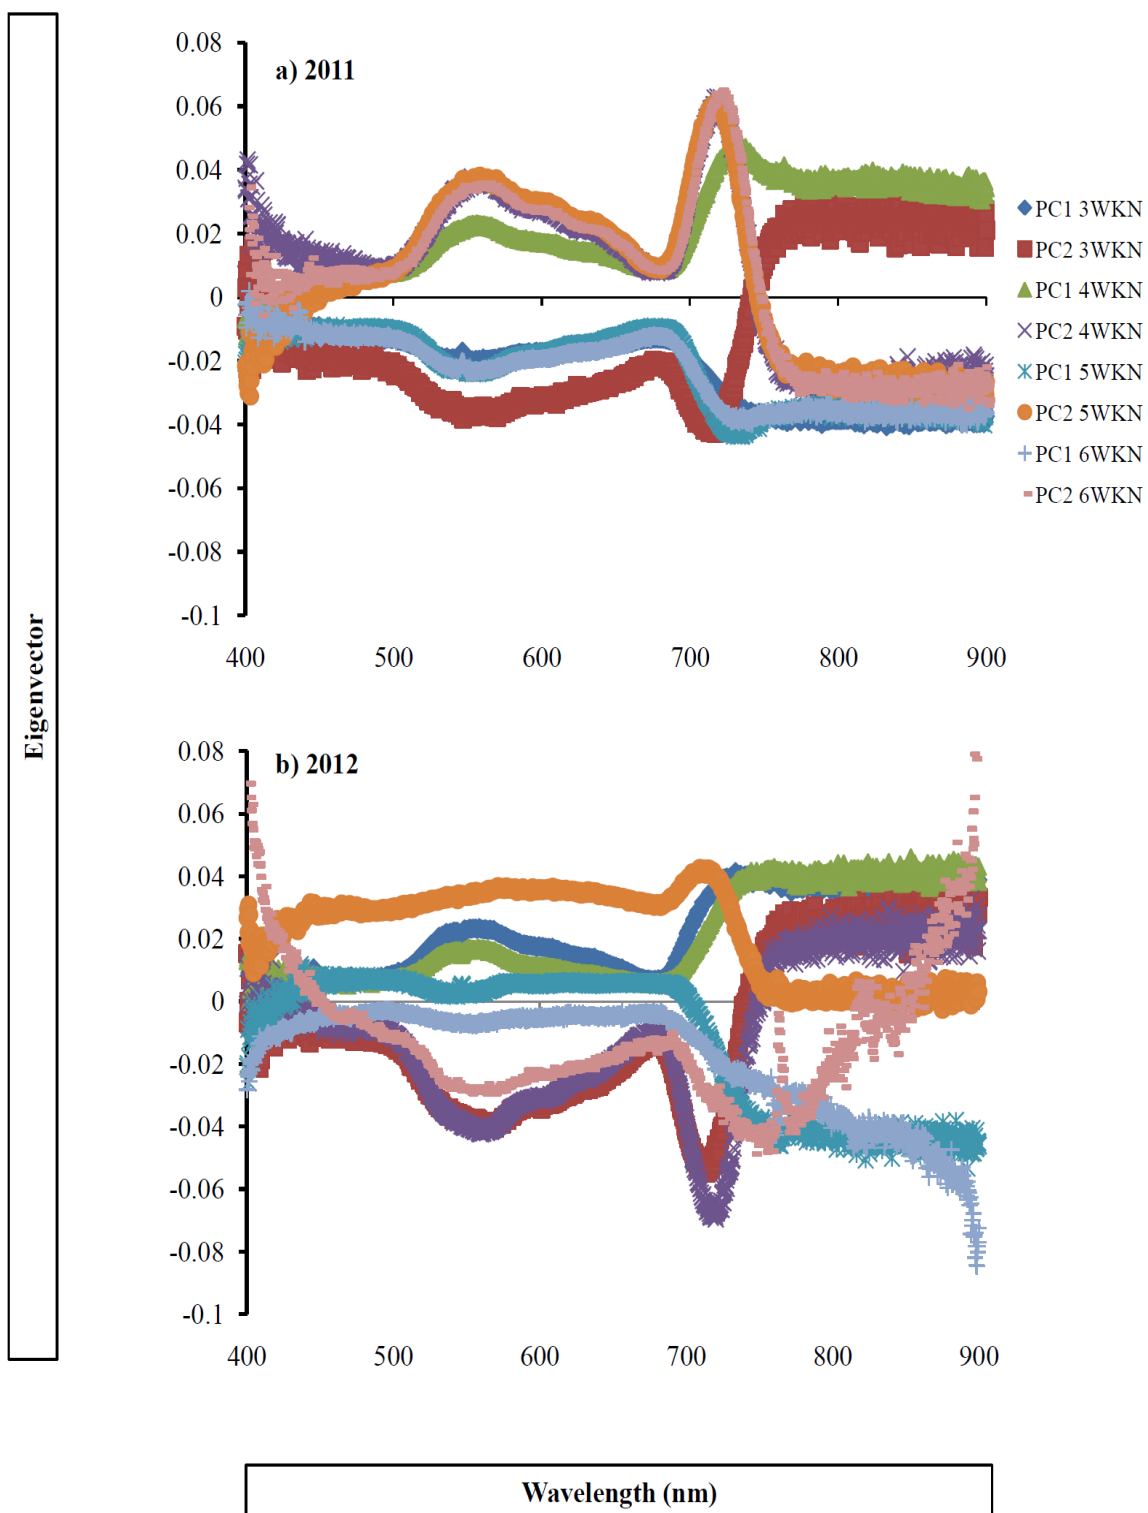 Eigenvector
a) 2011
0.08
0.06
0.04
0.02
0
-0.02
-0.04
-0.06
-0.08
-0.1
400 500 600 700 800 900
PC1 3WKN
PC2 3WKN
PC1 4WKN
PC2 4WKN
PC1 5WKN
PC2 5WKN
PC1 6WKN
PC2 6WKN
b) 2012
0.08
0.06
0.04
0.02
0
-0.02
-0.04
-0.06
-0.08
-0.1
400 500 600 700 800 900
Wavelength (nm)